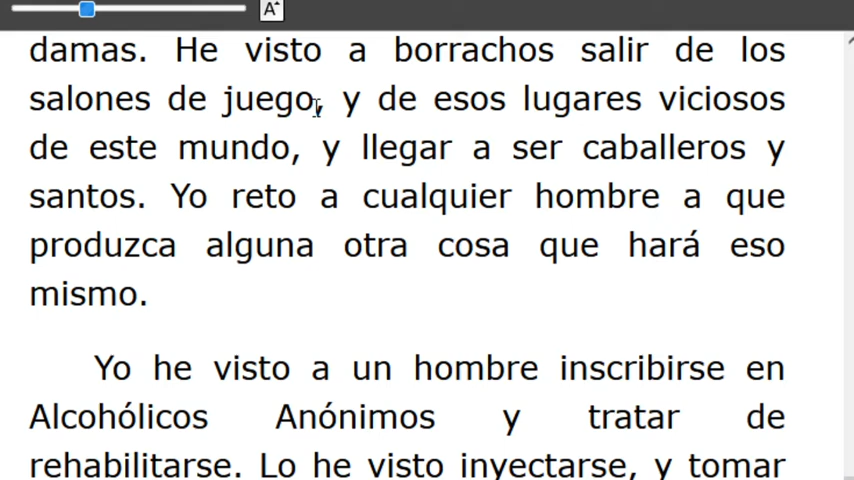 A
damas. He visto a borrachos salir de los
salones de juego, y de esos lugares viciosos
de este mundo, y llegar a ser caballeros y
santos. Yo reto a cualquier hombre a que
produzca alguna otra cosa que hará eso
mismo.
Yo he visto a un hombre inscribirse en
Alcohólicos Anónimos y tratar de
rehabilitarse. Lo he visto inyectarse, y tomar